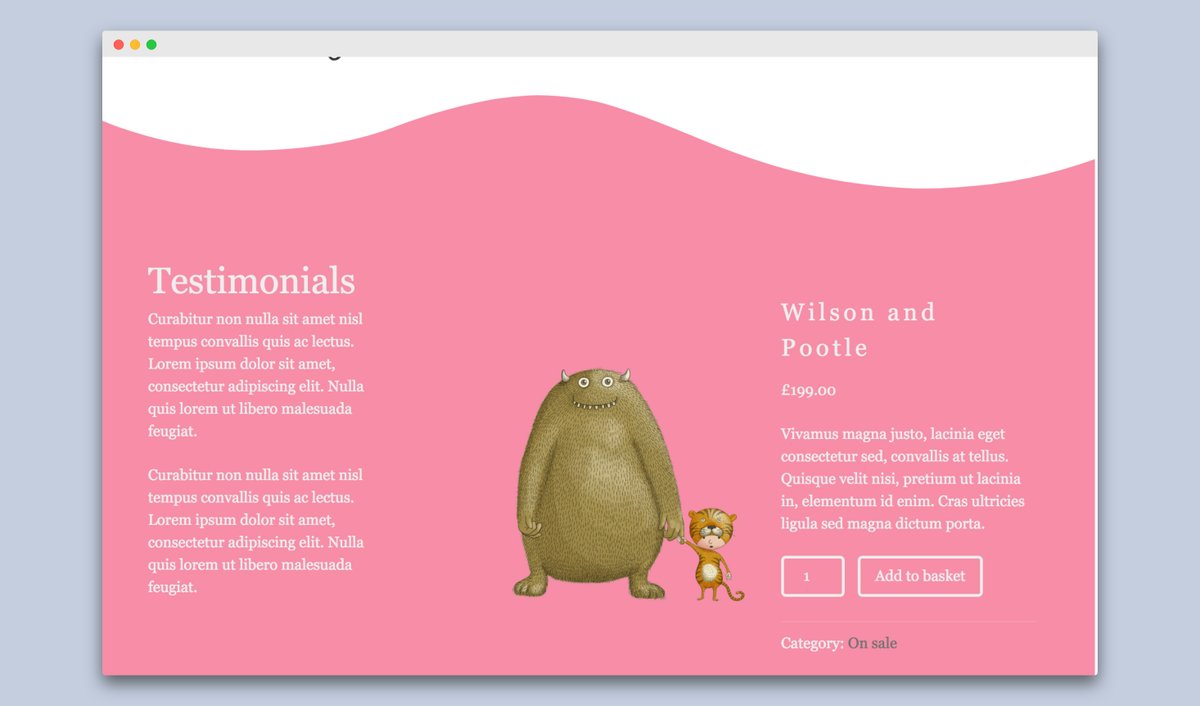 Testimonials
Curabitur non nulla sit amet nisl
tempus convallis quis ac lectus.
Lorem ipsum dolor sit amet,
consectetur adipiscing elit. Nulla
quis lorem ut libero malesuada
feugiat.
Curabitur non nulla sit amet nisl
tempus convallis quis ac lectus.
Lorem ipsum dolor sit amet,
consectetur adipiscing elit. Nulla
quis lorem ut libero malesuada
feugiat.
Wilson and
Pootle
£199.00
Vivamus magna justo, lacinia eget
consectetur sed, convallis at tellus.
Quisque velit nisi, pretium ut lacinia
in, elementum id enim. Cras ultricies
ligula sed magna dictum porta.
1
Add to basket
Category: On sale